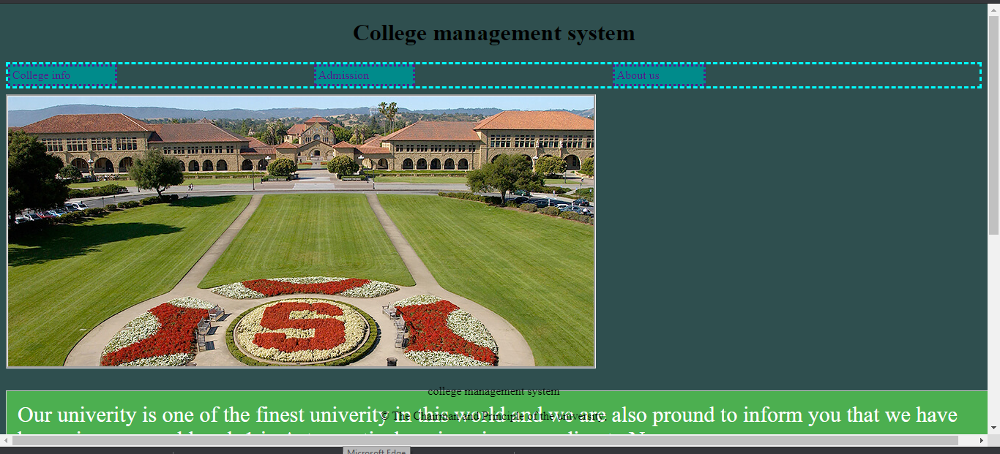 College management system
College info
Admission
About us
S
college management system
Our univerity is one of the finest univerity in this world and we are also pround to inform you that we have
© The Chairman and Principle of the university,
Microsoft Edge